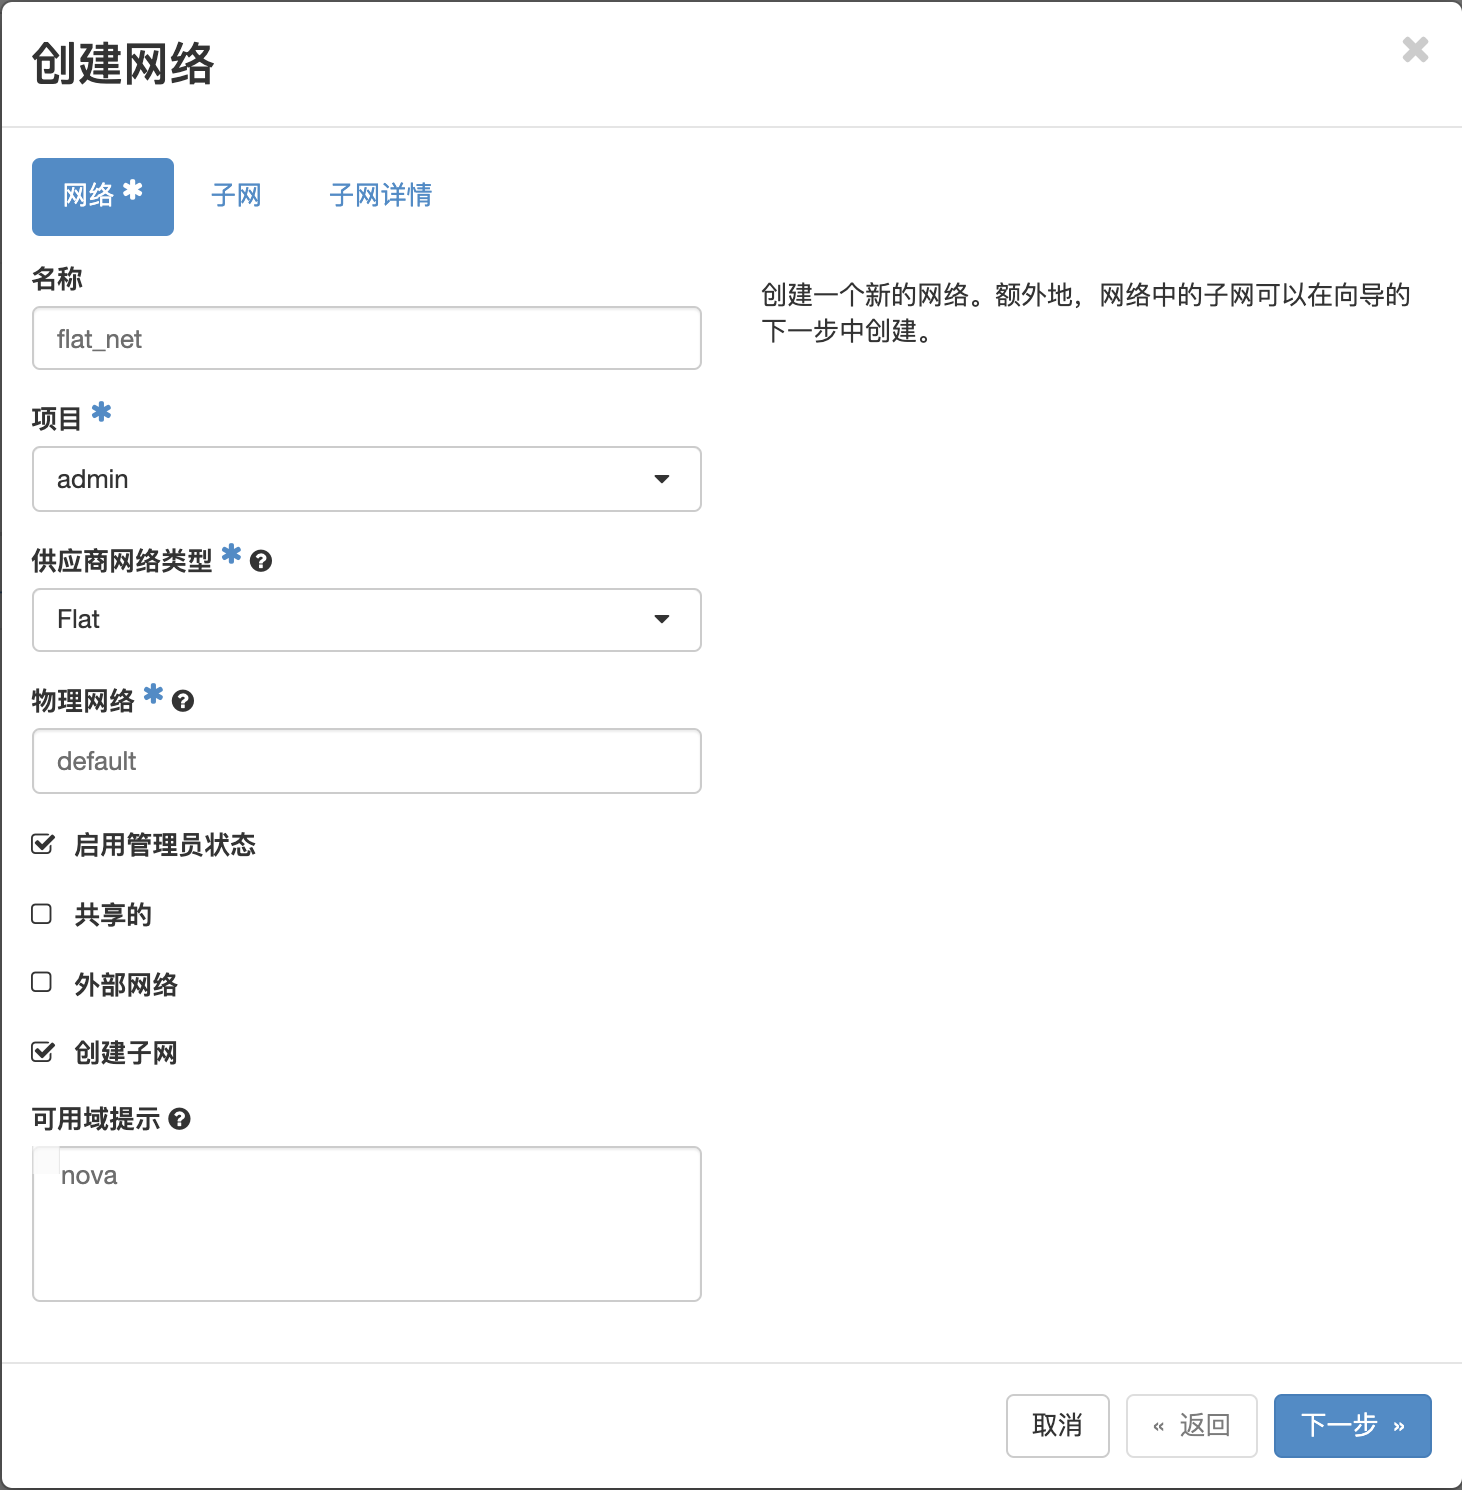 创建网络
网络 *
子网
子网详情
名称
flat_net
创建一个新的网络。额外地，网络中的子网可以在向导的
下一步中创建。
项目 *
admin
供应商网络类型 *
Flat
物理网络 *
default
启用管理员状态
共享的
外部网络
创建子网
可用域提示
nova
取消
« 返回
下一步 »